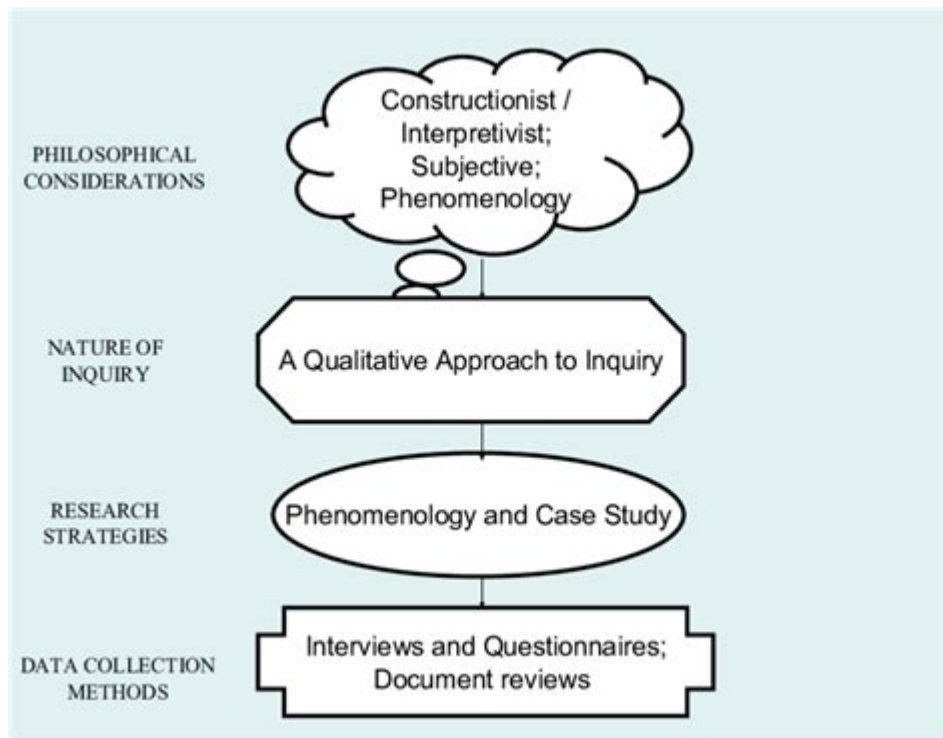 PHILOSOPHICAL
CONSIDERATIONS
Constructionist /
Interpretivist;
Subjective;
Phenomenology
NATURE OF
INQUIRY
A Qualitative Approach to Inquiry
RESEARCH
STRATEGIES
Phenomenology and Case Study
DATA COLLECTION
METHODS
Interviews and Questionnaires;
Document reviews